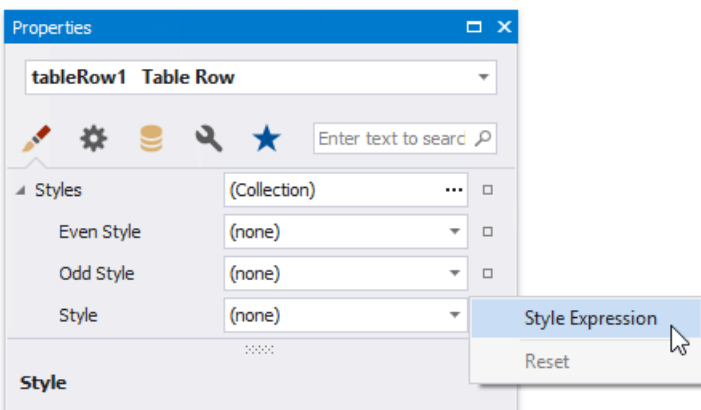 Properties
tableRow1 Table Row
Enter text to searc
Styles (Collection) ...
Even Style (none)
Odd Style (none)
Style (none)
Style Expression
Reset
Style